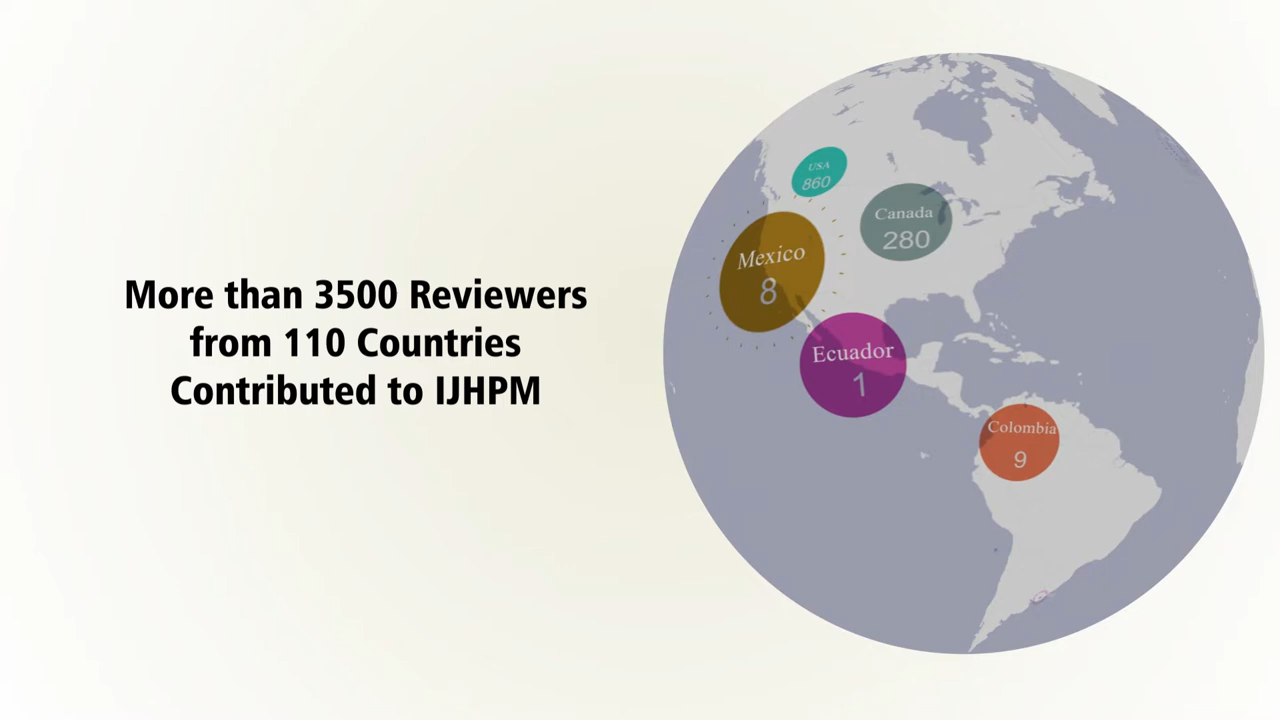 More than 3500 Reviewers
from 110 Countries
Contributed to IJHPM
USA
860
Canada
280
Mexico
8
Ecuador
1
Colombia
9